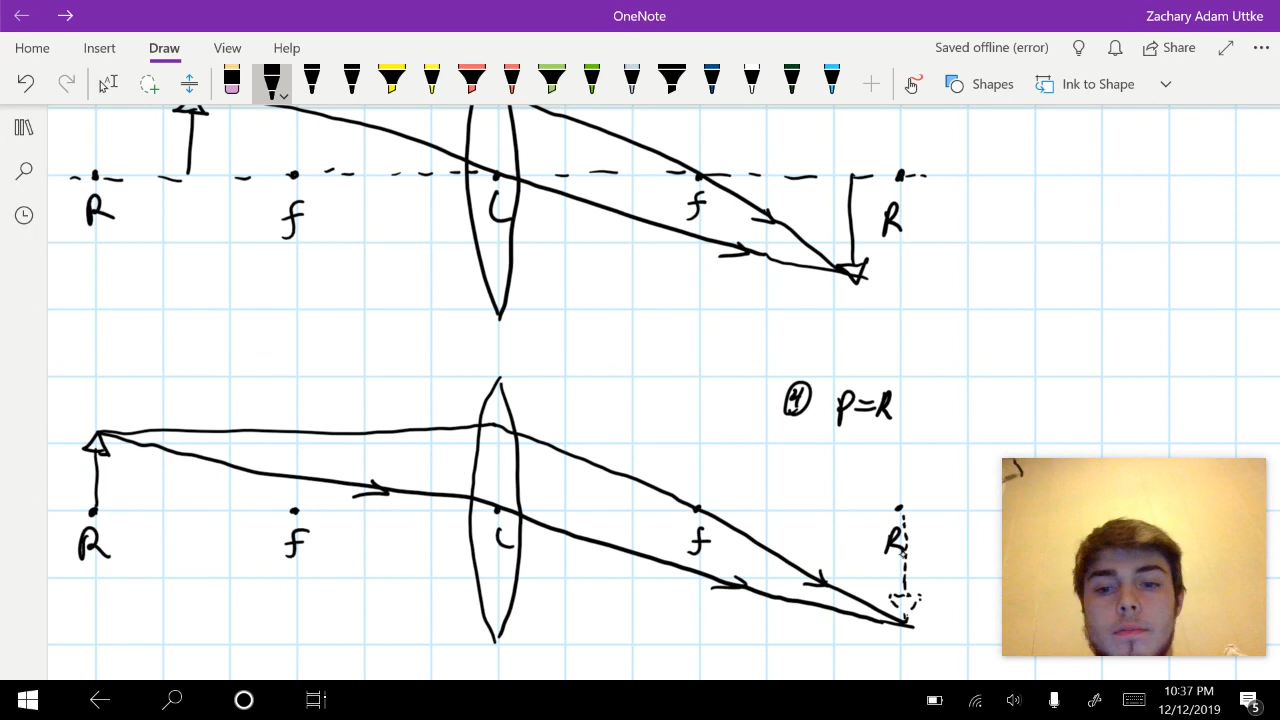 OneNote
Zachary Adam Uttke
Home Insert Draw View Help
Saved offline (error) Share
Shapes Ink to Shape
R f C f R
④ P=R
R f C f R
10:37 PM
12/12/2019
5